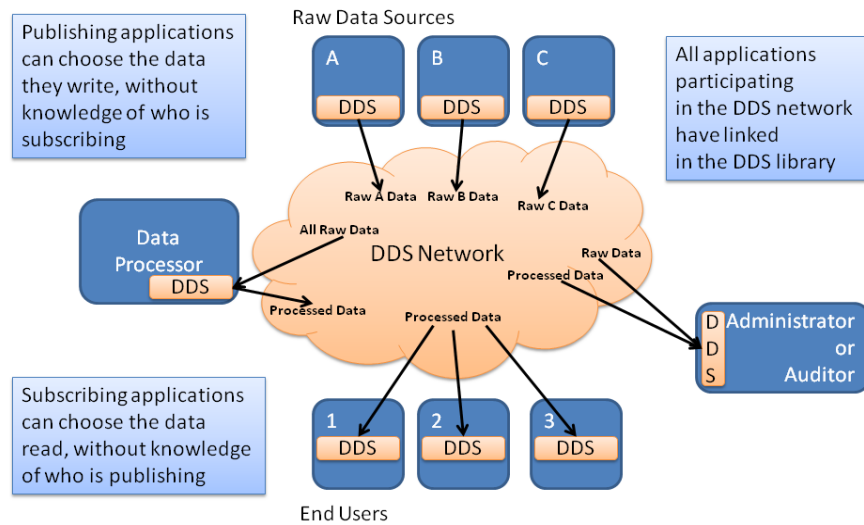 Raw Data Sources
Publishing applications
can choose the data
they write, without
knowledge of who is
subscribing
A
DDS
B
DDS
C
DDS
All applications
participating
in the DDS network
have linked
in the DDS library
Raw A Data
Raw B Data
Raw C Data
All Raw Data
DDS Network
Raw Data
Processed Data
Data
Processor
DDS
Processed Data
Processed Data
D
D
S
Administrator
or
Auditor
Subscribing applications
can choose the data
read, without knowledge
of who is publishing
1
DDS
2
DDS
3
DDS
End Users